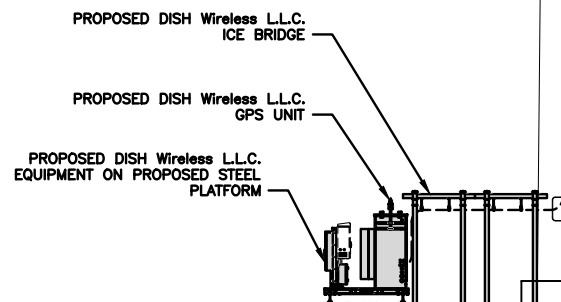 PROPOSED DISH Wireless L.L.C.
ICE BRIDGE
PROPOSED DISH Wireless L.L.C.
GPS UNIT
PROPOSED DISH Wireless L.L.C.
EQUIPMENT ON PROPOSED STEEL
PLATFORM